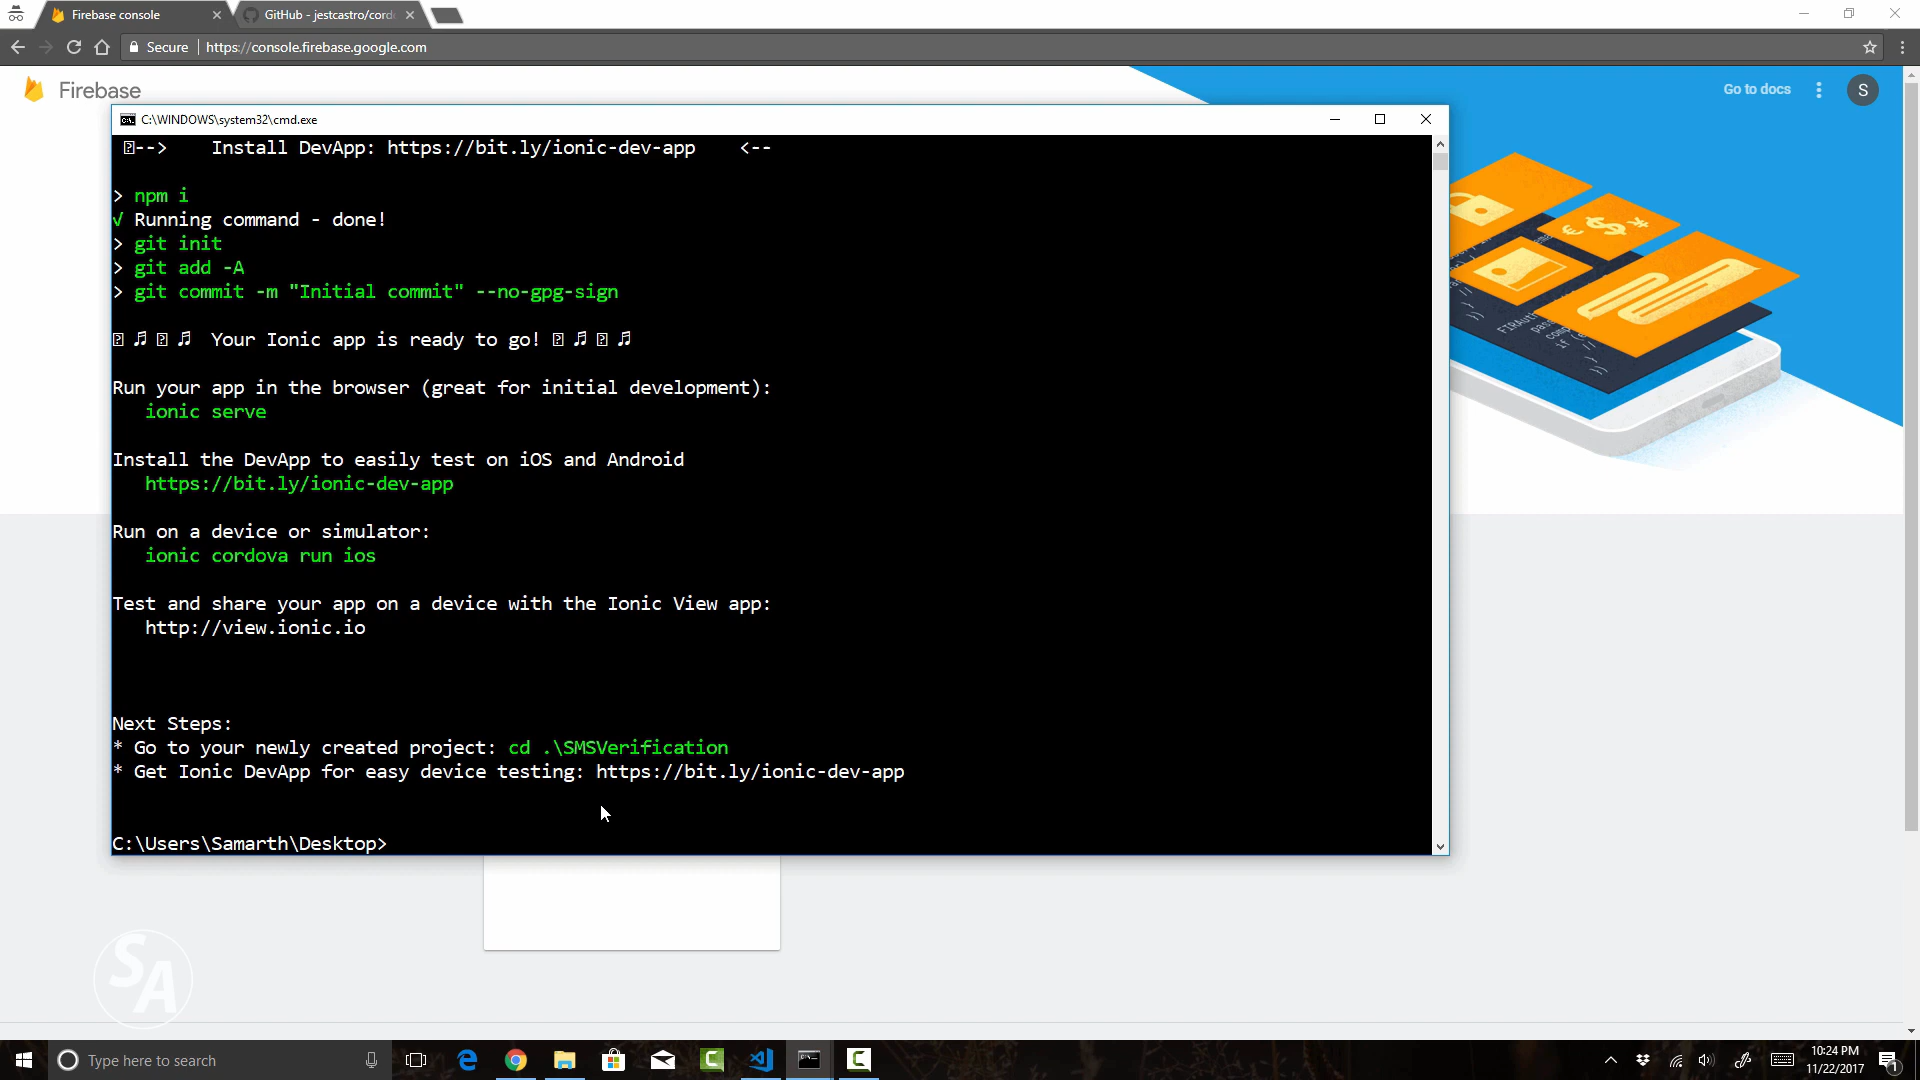 Firebase console
GitHub - jestcastro/cord
Secure
https://console.firebase.google.com
Firebase
Go to docs
S
C:\WINDOWS\system32\cmd.exe
--> Install DevApp: https://bit.ly/ionic-dev-app <--
> npm i
√ Running command - done!
> git init
> git add -A
> git commit -m "Initial commit" --no-gpg-sign
♬ ♬ Your Ionic app is ready to go! ♬ ♬
Run your app in the browser (great for initial development):
ionic serve
Install the DevApp to easily test on iOS and Android
https://bit.ly/ionic-dev-app
Run on a device or simulator:
ionic cordova run ios
Test and share your app on a device with the Ionic View app:
http://view.ionic.io
Next Steps:
* Go to your newly created project: cd .\SMSVerification
* Get Ionic DevApp for easy device testing: https://bit.ly/ionic-dev-app
C:\Users\Samarth\Desktop>
SA
Type here to search
10:24 PM
11/22/2017
1